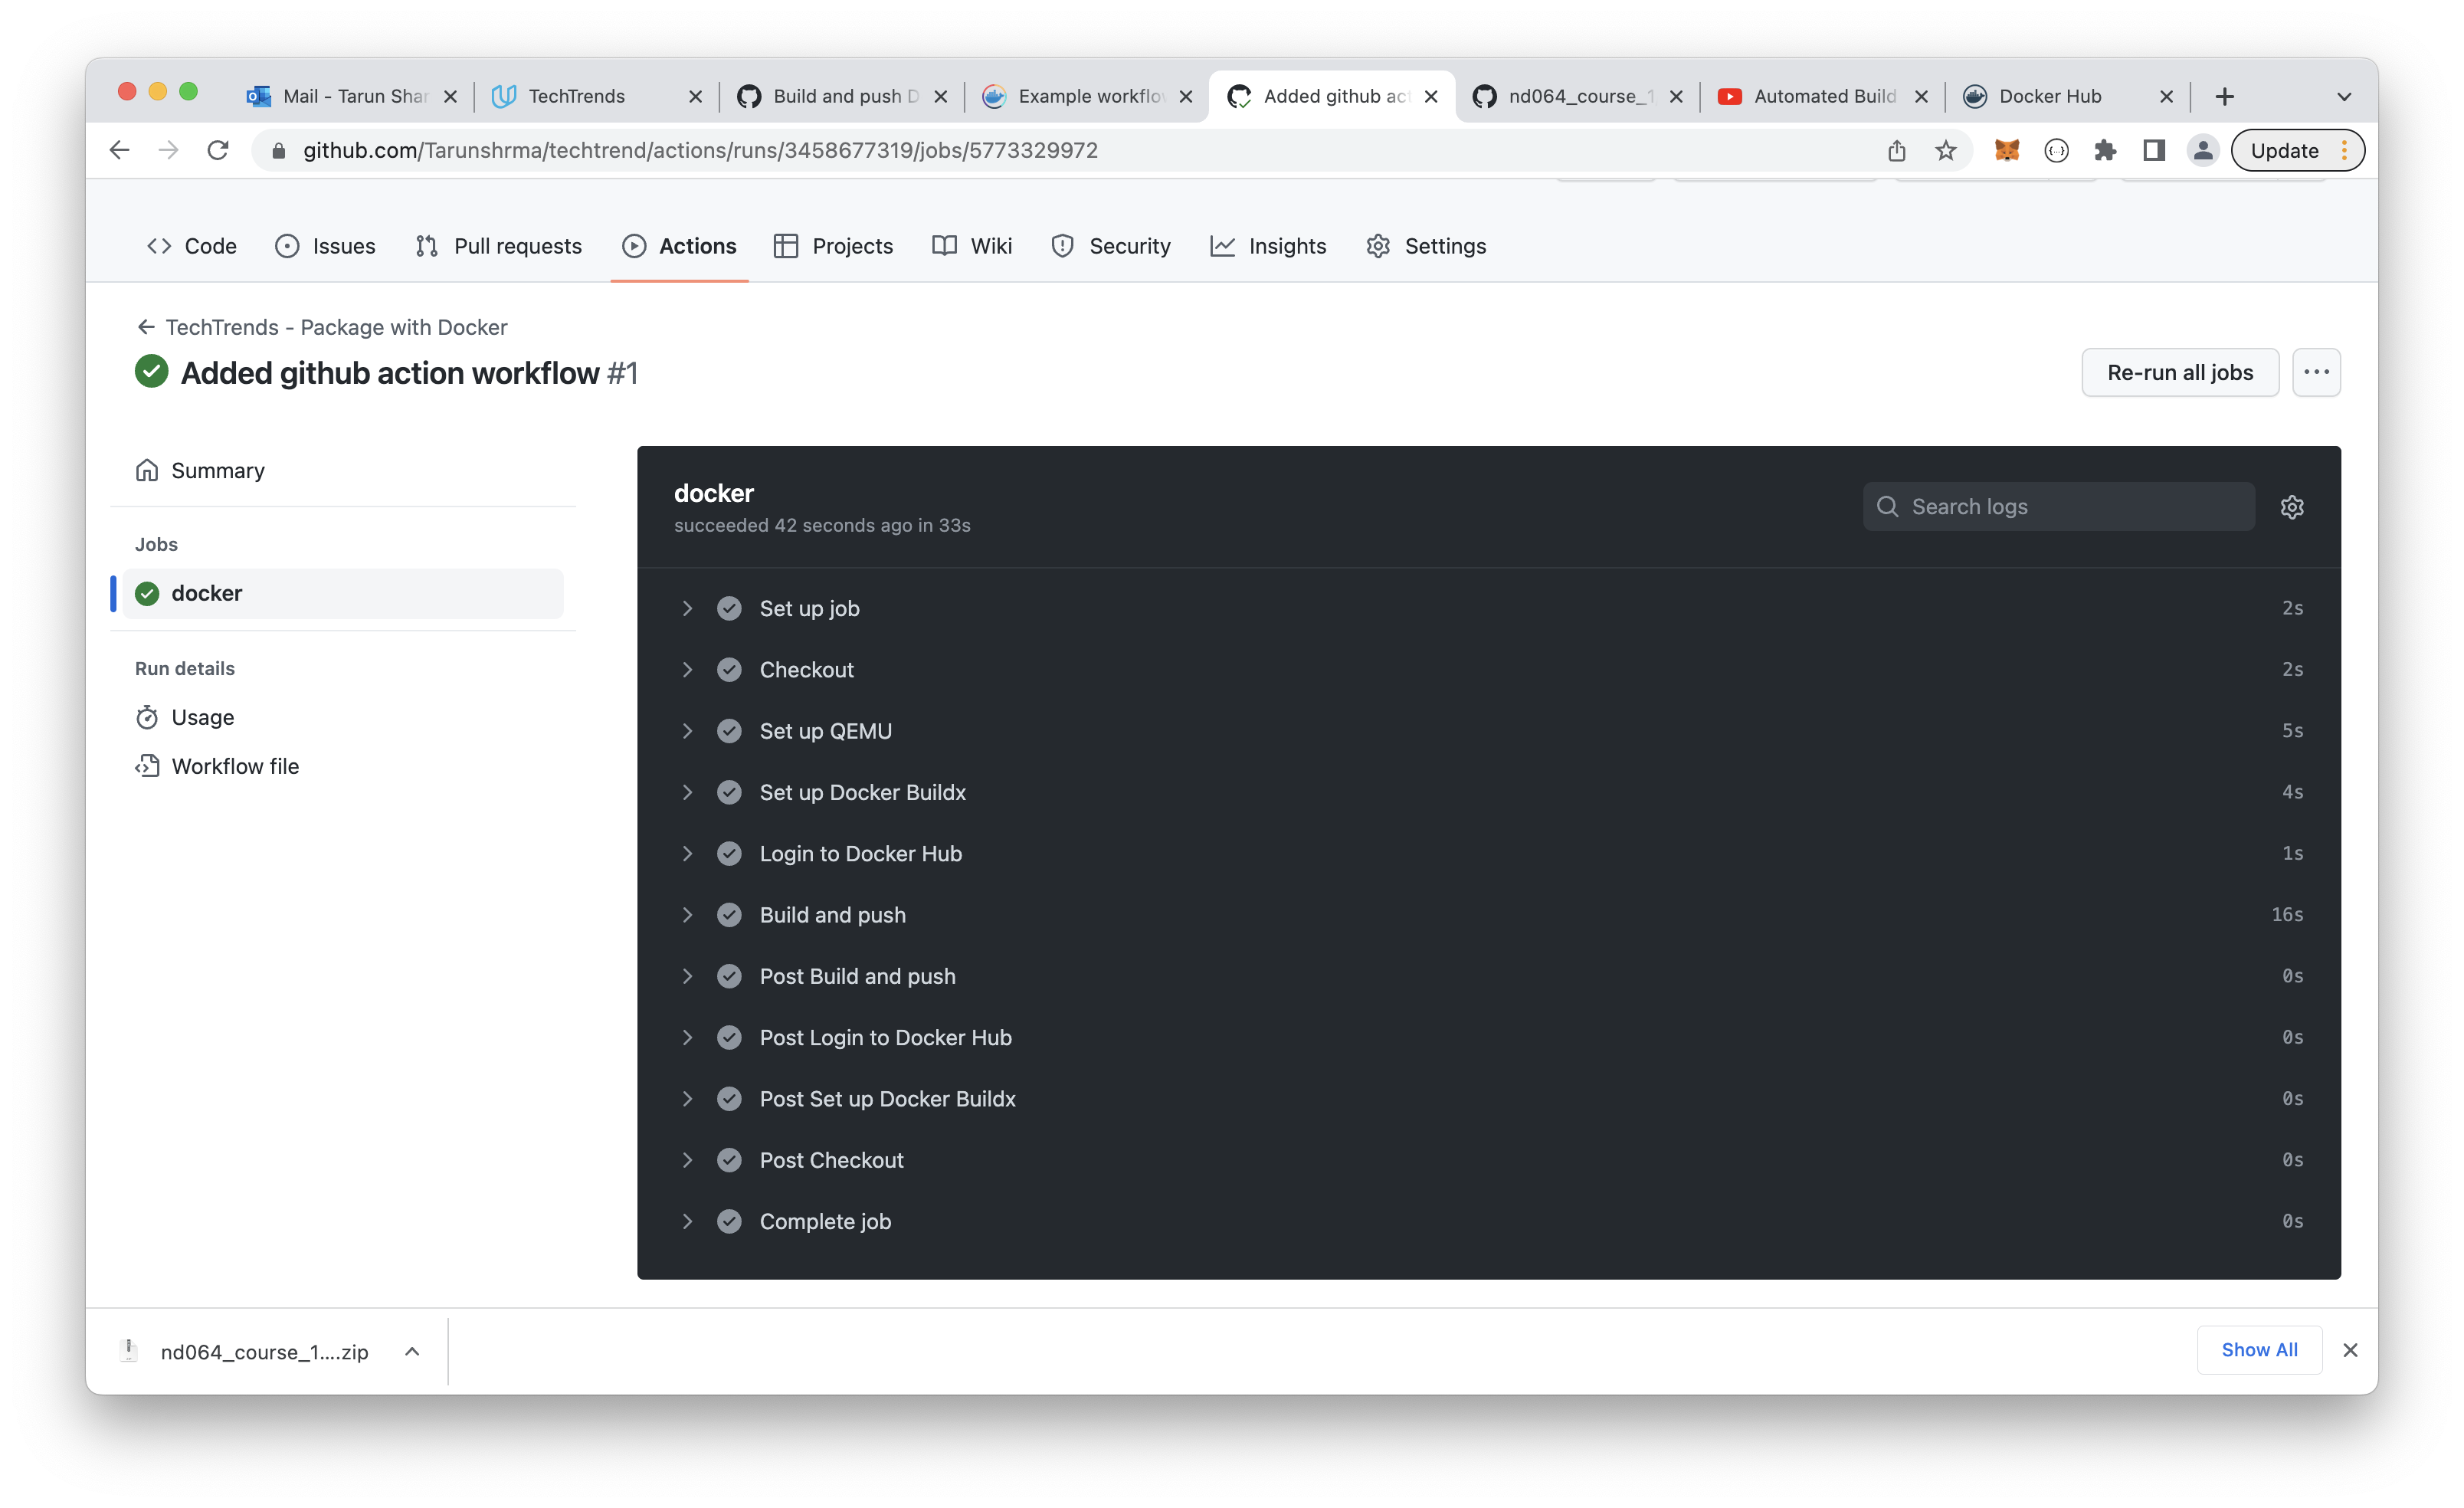 Mail - Tarun Shar
TechTrends
Build and push D
Example workflow
Added github act
nd064_course_1
Automated Build
Docker Hub
github.com/Tarunshrma/techtrend/actions/runs/3458677319/jobs/5773329972
Update
Code
Issues
Pull requests
Actions
Projects
Wiki
Security
Insights
Settings
TechTrends - Package with Docker
Added github action workflow #1
Re-run all jobs
Summary
Jobs
docker
Run details
Usage
Workflow file
docker
succeeded 42 seconds ago in 33s
Search logs
Set up job 2s
Checkout 2s
Set up QEMU 5s
Set up Docker Buildx 4s
Login to Docker Hub 1s
Build and push 16s
Post Build and push 0s
Post Login to Docker Hub 0s
Post Set up Docker Buildx 0s
Post Checkout 0s
Complete job 0s
nd064_course_1....zip
Show All